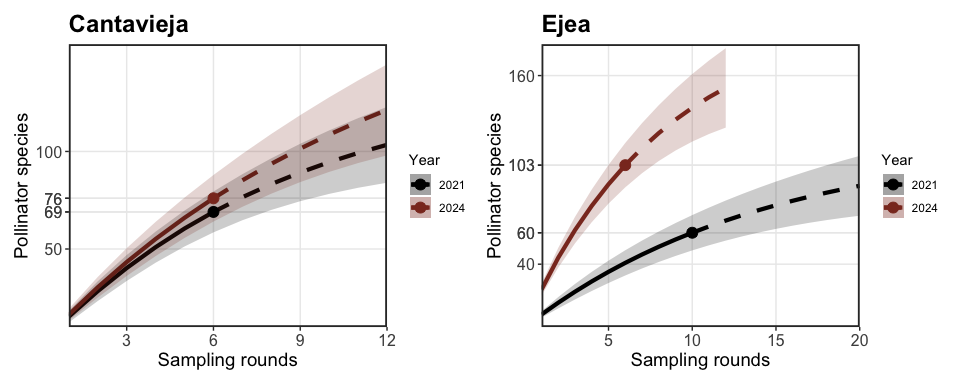 Cantavieja
Pollinator species
100
76
69
50
3
6
9
12
Sampling rounds
Year
2021
2024
Ejea
Pollinator species
160
103
60
40
5
10
15
20
Sampling rounds
Year
2021
2024